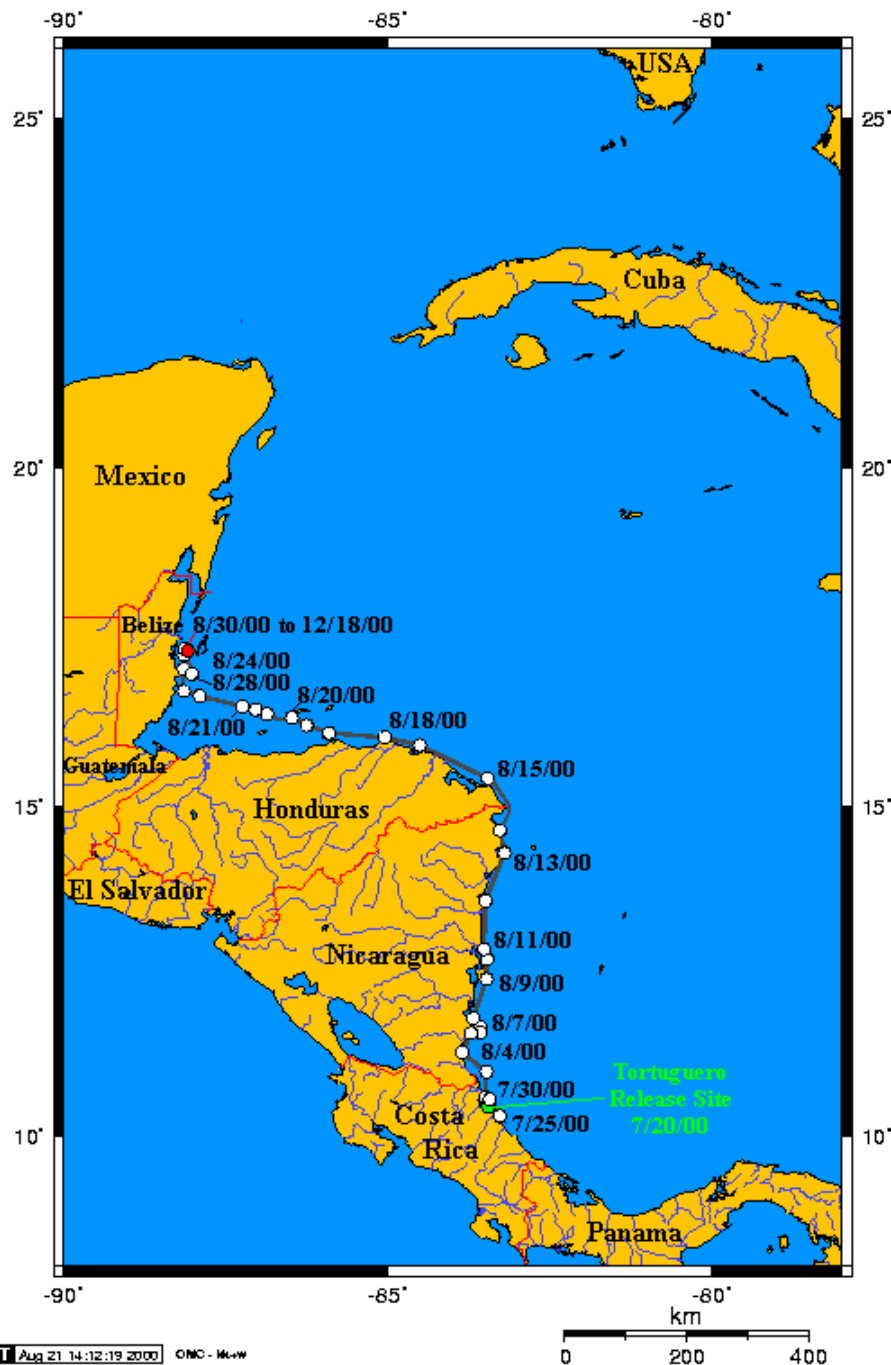 -90° -85° -80°
USA
25° 25°
Cuba
20° 20°
Mexico
Belize 8/30/00 to 12/18/00
8/24/00
8/28/00
8/20/00
8/21/00
8/18/00
Guatemala
8/15/00
15° 15°
Honduras
8/13/00
El Salvador
8/11/00
Nicaragua
8/9/00
8/7/00
8/4/00
Tortuguero
7/30/00
Release Site
Costa
7/25/00
7/20/00
10° 10°
Rica
Panama
-90° -85° -80°
km
0 200 400
Aug 21 14:12:19 2000